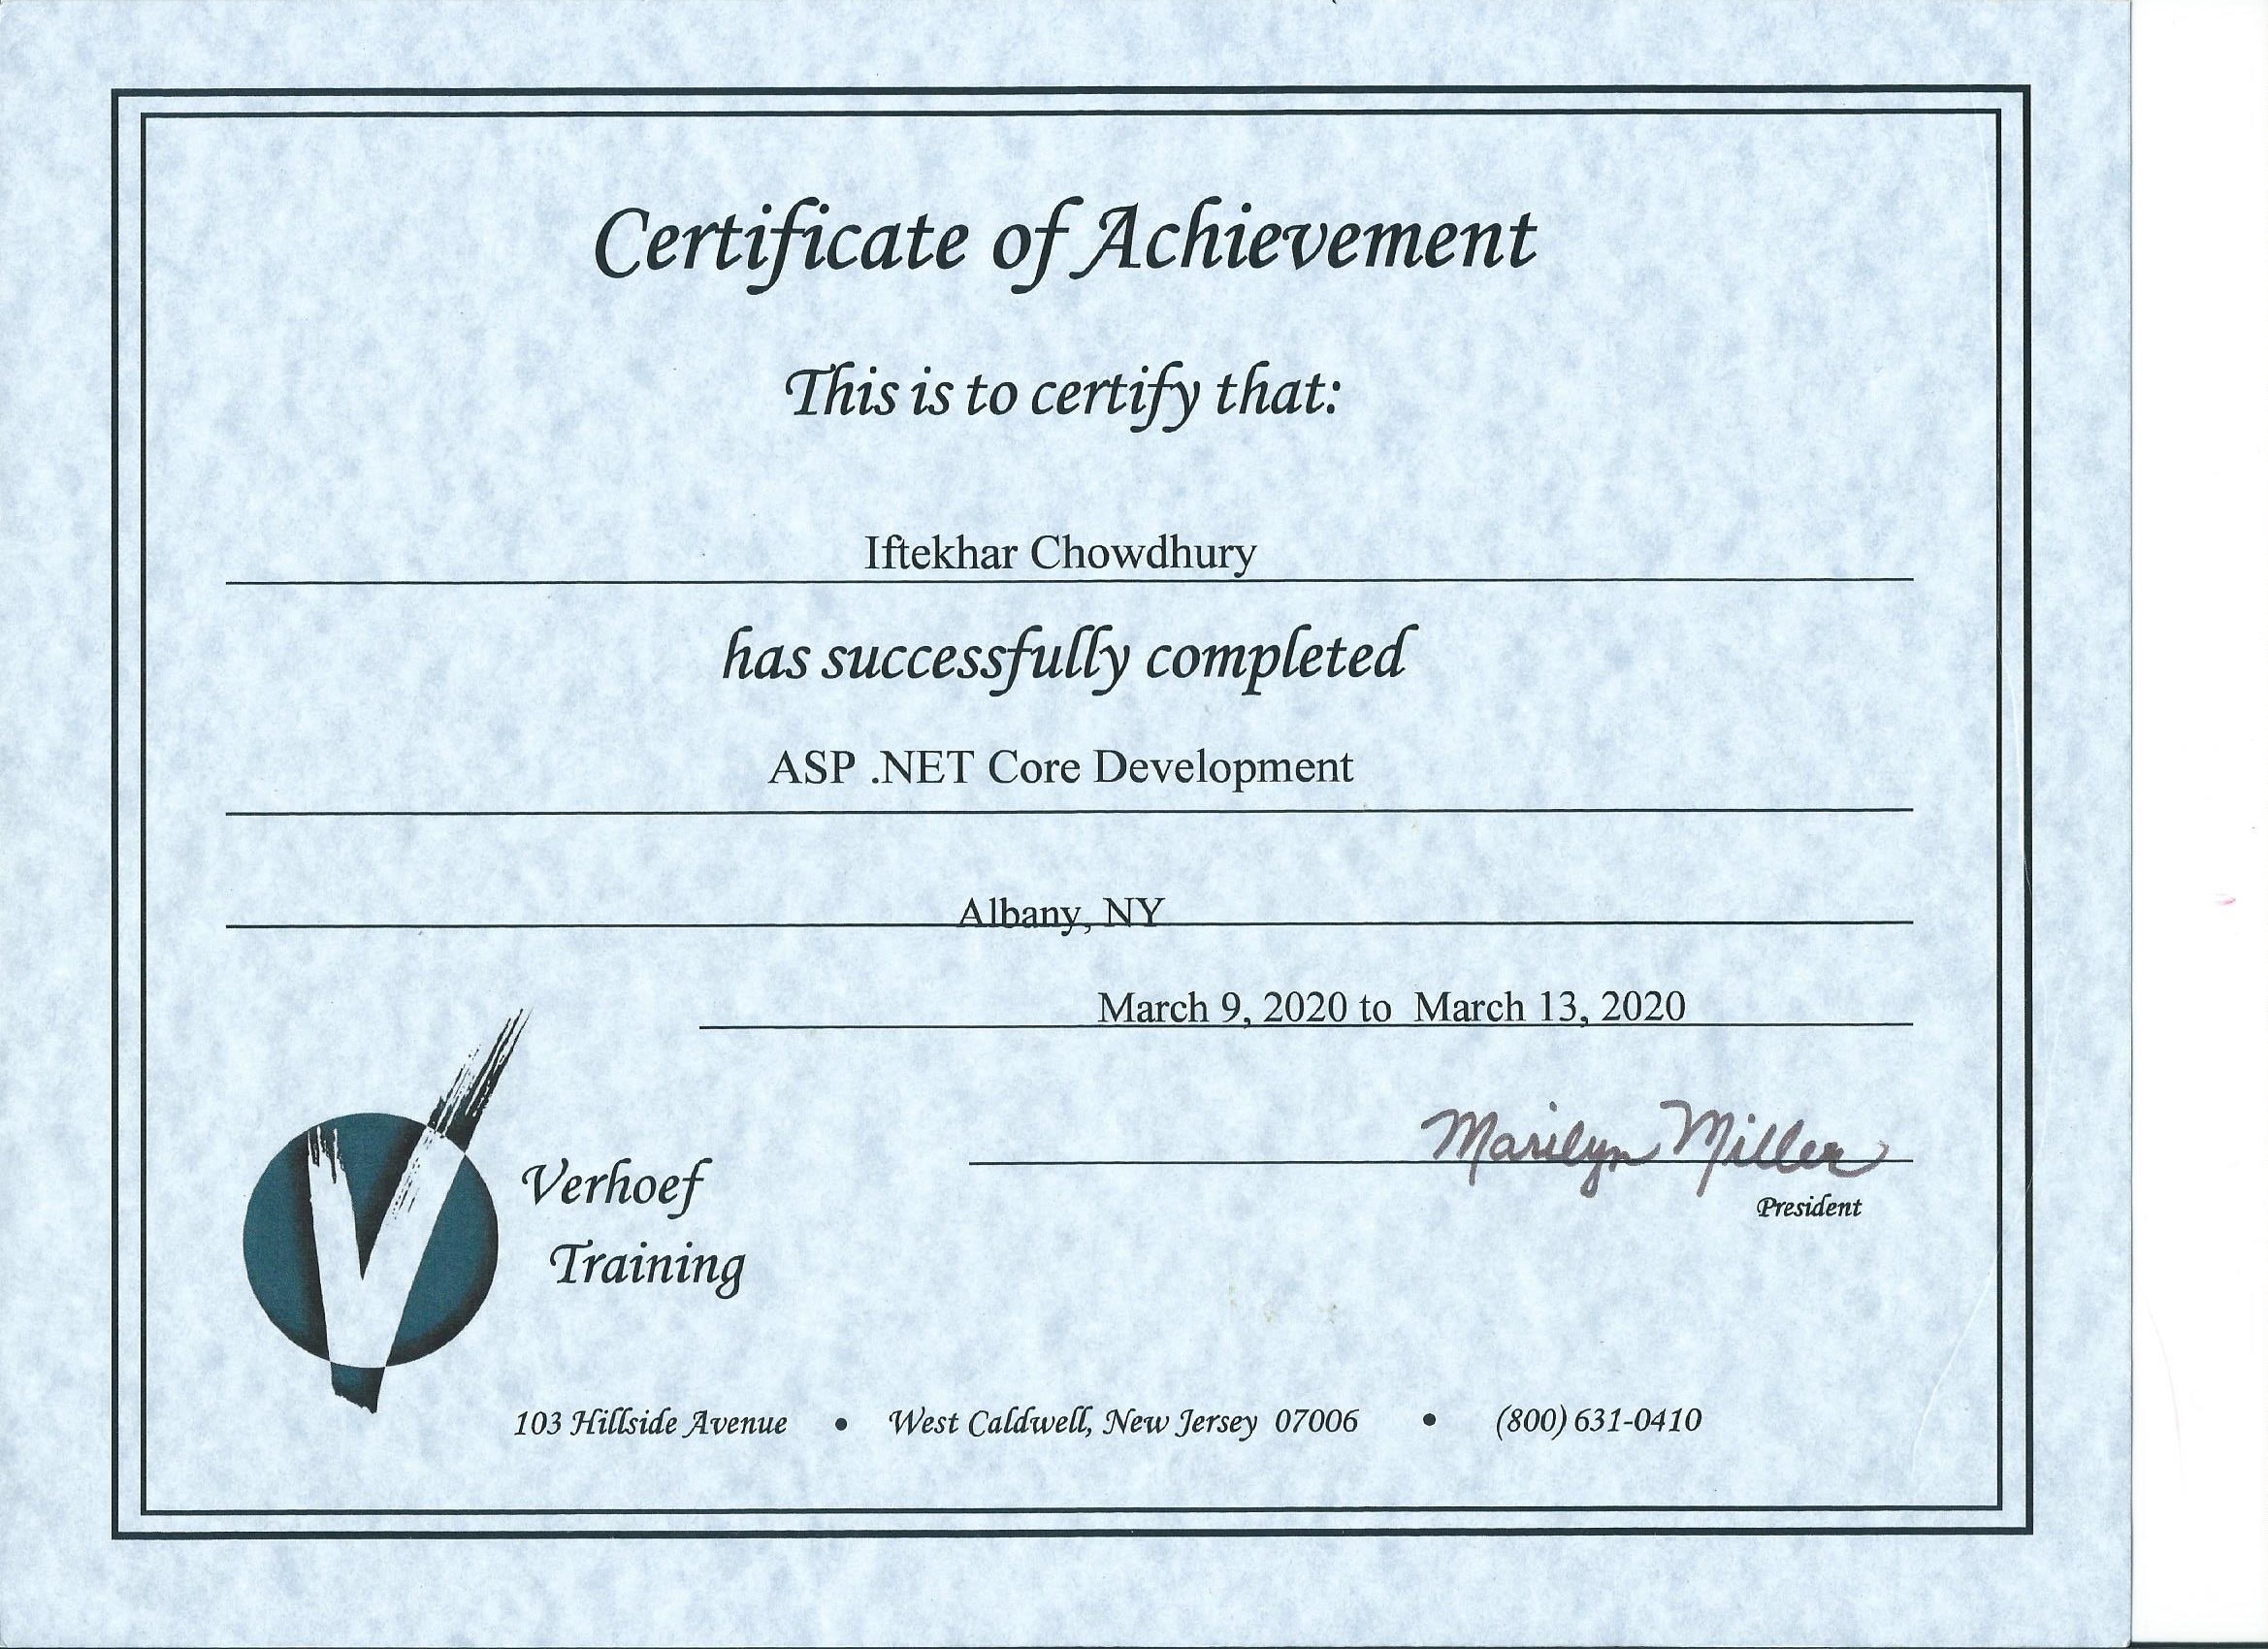 Certificate of Achievement
This is to certify that:
Iftekhar Chowdhury
has successfully completed
ASP .NET Core Development
Albany, NY
March 9, 2020 to  March 13, 2020
Marilyn Miller
President
Verhoef
Training
103 Hillside Avenue • West Caldwell, New Jersey 07006 • (800) 631-0410